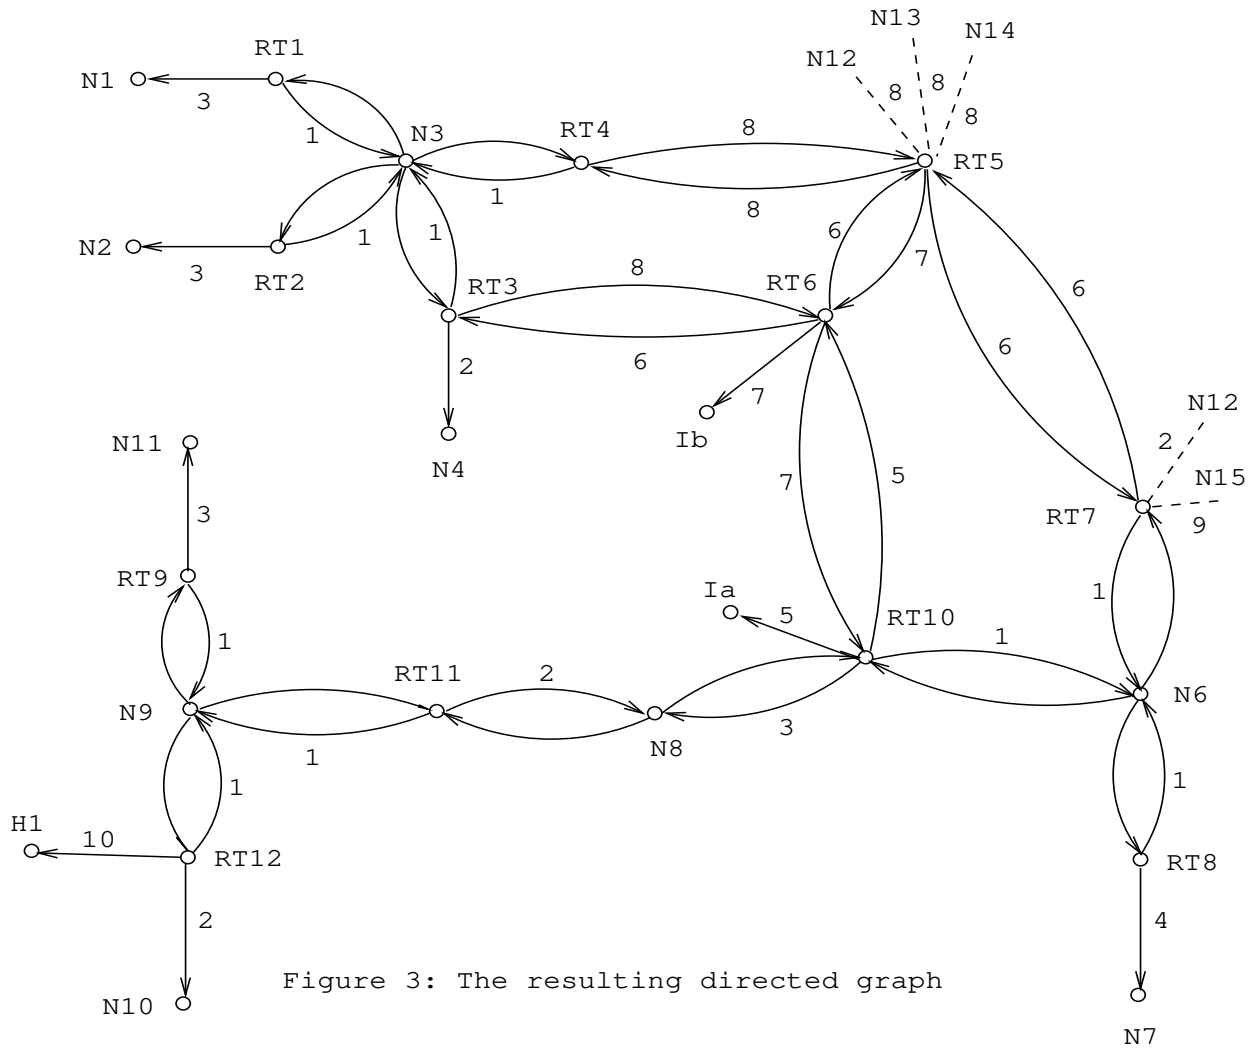 N13
N14
RT1
N12
N1
8
8
3
8
1
N3
RT4
8
RT5
1
8
1
1
6
N2
7
3
RT2
RT3
8
RT6
6
6
6
2
7
N12
Ib
2
N11
N4
7
5
N15
3
RT7
9
RT9
Ia
5
1
RT10
1
1
RT11
2
N9
N6
3
N8
1
1
1
H1
10
RT12
RT8
2
4
Figure 3: The resulting directed graph
N10
N7